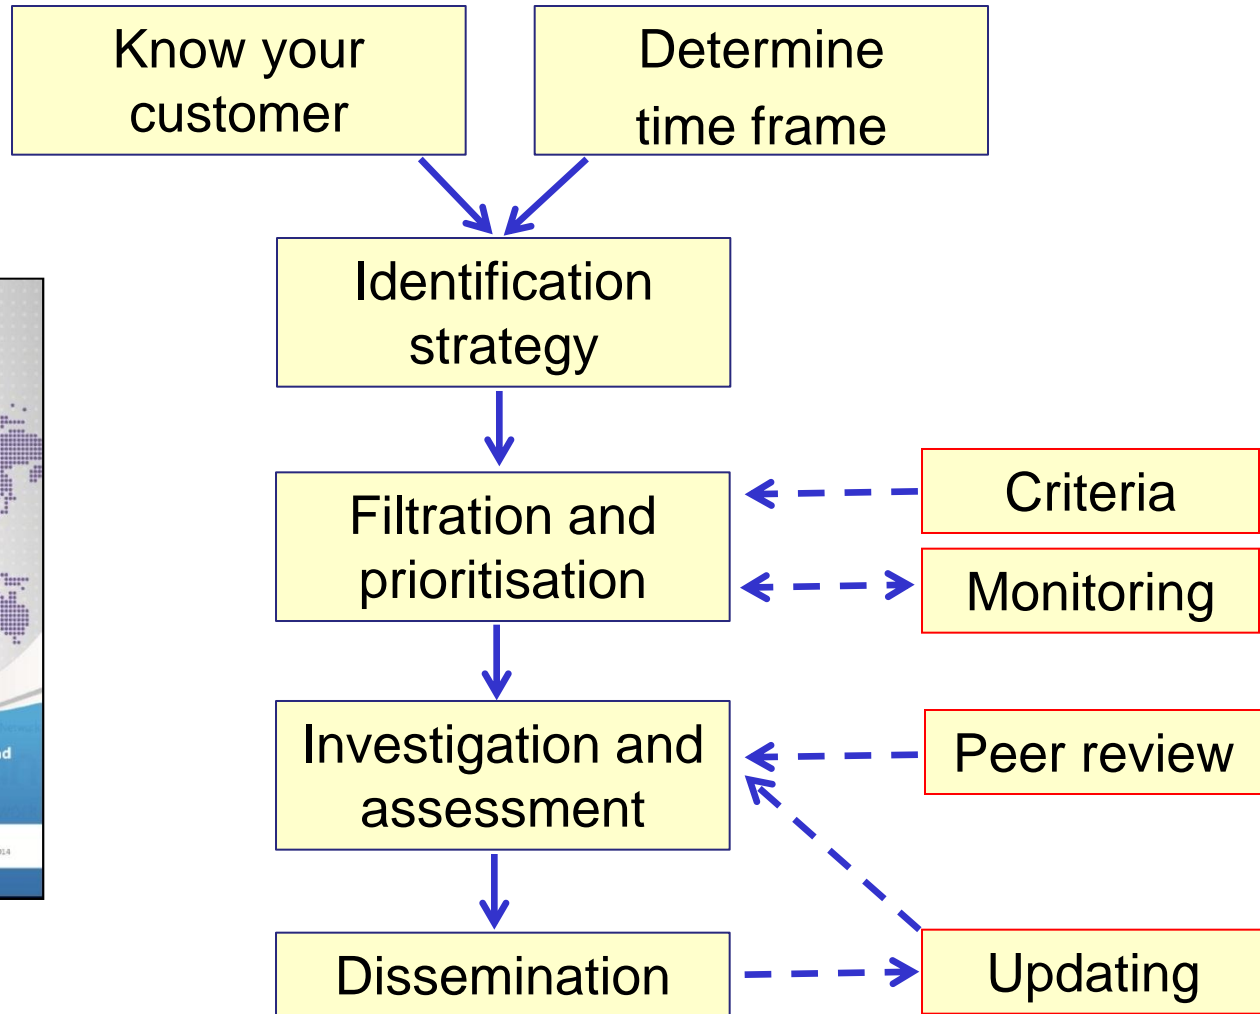 Know your
customer
Determine
time frame
Identification
strategy
Filtration and
prioritisation
Criteria
Monitoring
Investigation and
assessment
Peer review
Dissemination
Updating